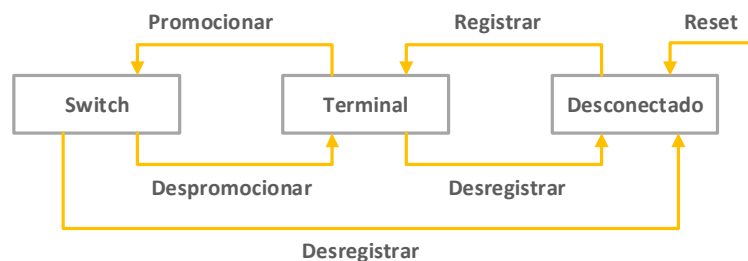 Promocionar
Registrar
Reset
Switch
Terminal
Desconectado
Despromocionar
Desregistrar
Desregistrar